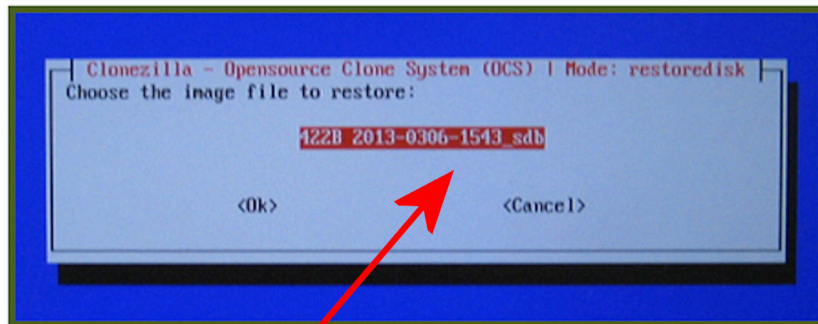 Clonezilla - Opensource Clone System (OCS) | Mode: restoredisk
Choose the image file to restore:
422B 2013-0306-1543_sdb
<Ok> <Cancel>